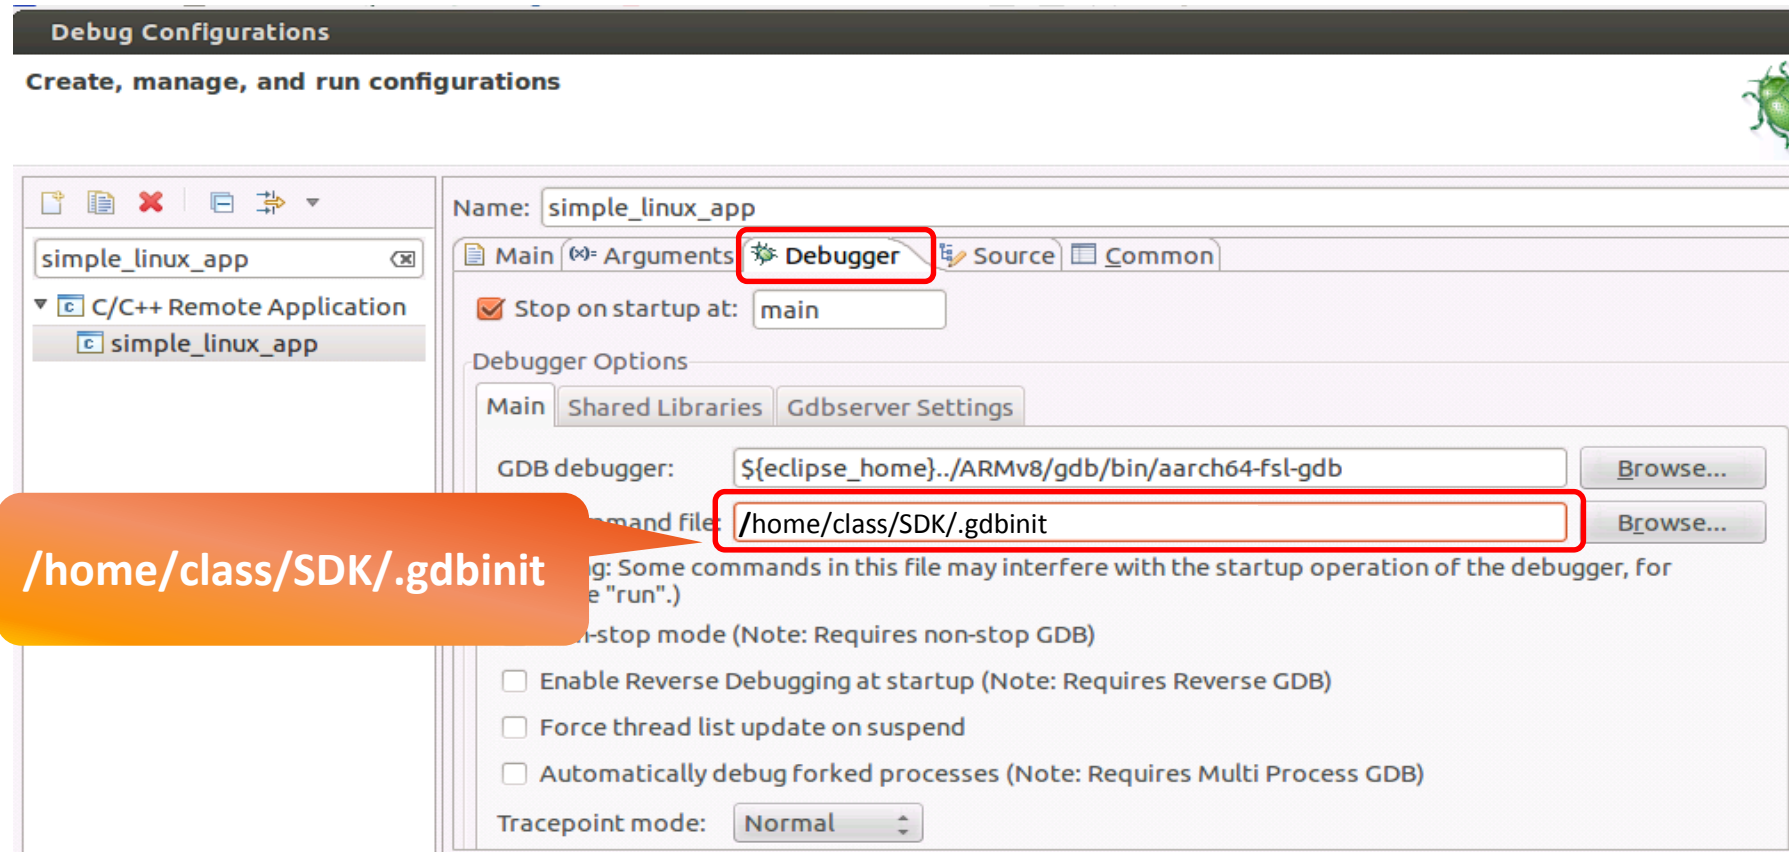 Debug Configurations
Create, manage, and run configurations
Name: simple_linux_app
simple_linux_app
Main (x)= Arguments Debugger Source Common
C/C++ Remote Application
simple_linux_app
Stop on startup at: main
Debugger Options
Main Shared Libraries Gdbserver Settings
GDB debugger: ${eclipse_home}../ARMv8/gdb/bin/aarch64-fsl-gdb Browse...
file: /home/class/SDK/.gdbinit Browse...
/home/class/SDK/.gdbinit
Some commands in this file may interfere with the startup operation of the debugger, for
"run".)
-stop mode (Note: Requires non-stop GDB)
Enable Reverse Debugging at startup (Note: Requires Reverse GDB)
Force thread list update on suspend
Automatically debug forked processes (Note: Requires Multi Process GDB)
Tracepoint mode: Normal